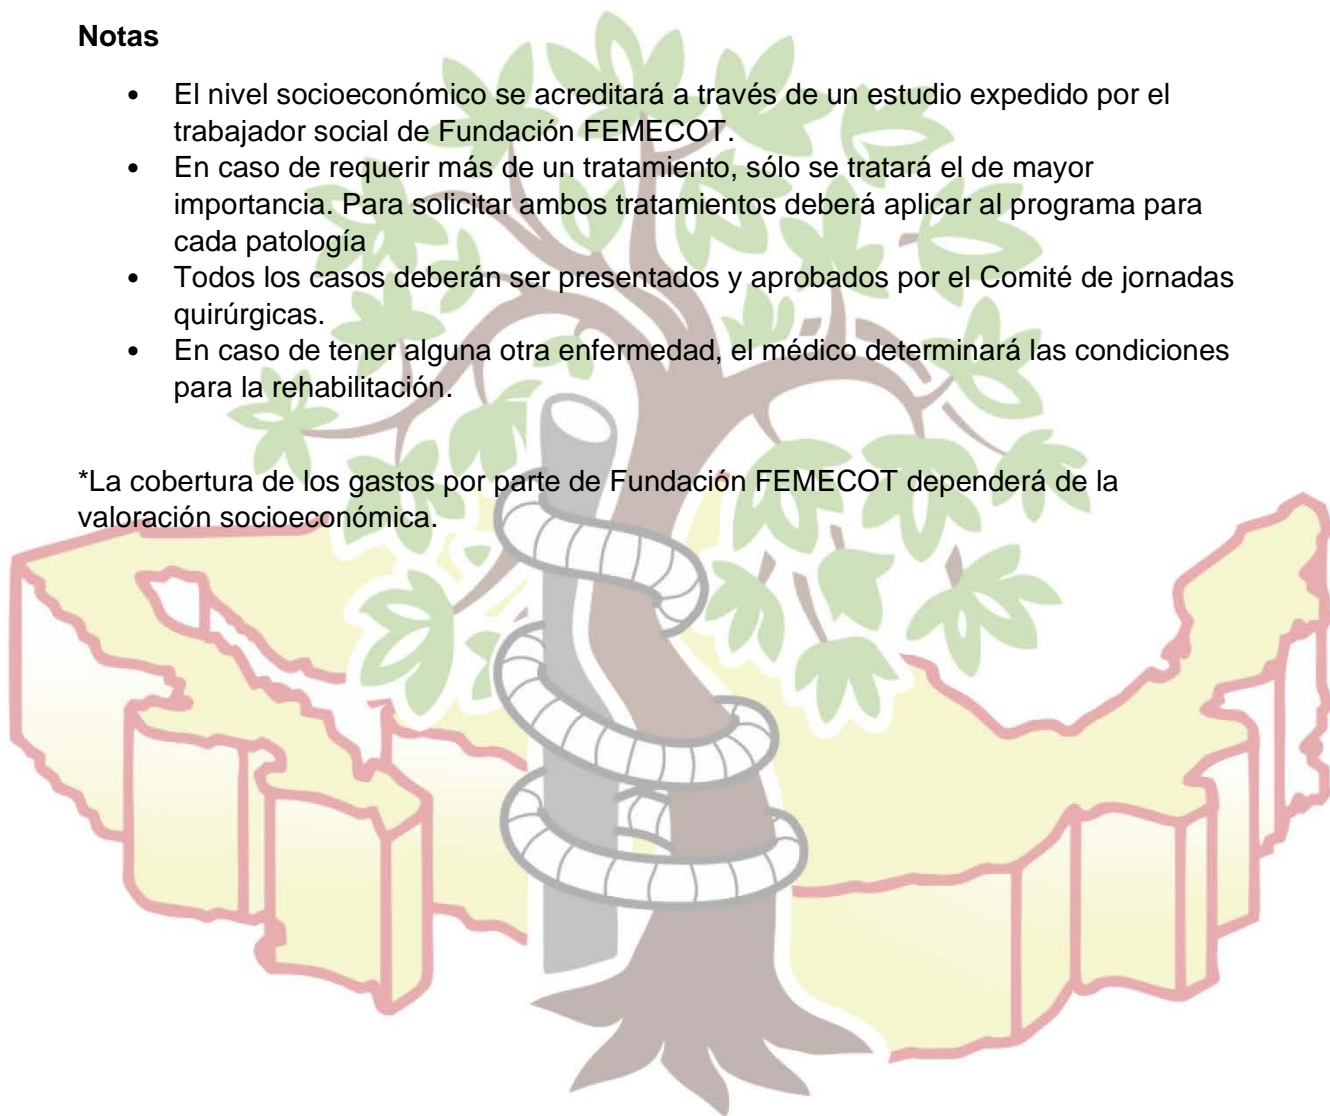 Notas
• El nivel socioeconómico se acreditará a través de un estudio expedido por el
trabajador social de Fundación FEMECOT.
• En caso de requerir más de un tratamiento, sólo se tratará el de mayor
importancia. Para solicitar ambos tratamientos deberá aplicar al programa para
cada patología
• Todos los casos deberán ser presentados y aprobados por el Comité de jornadas
quirúrgicas.
• En caso de tener alguna otra enfermedad, el médico determinará las condiciones
para la rehabilitación.
*La cobertura de los gastos por parte de Fundación FEMECOT dependerá de la
valoración socioeconómica.